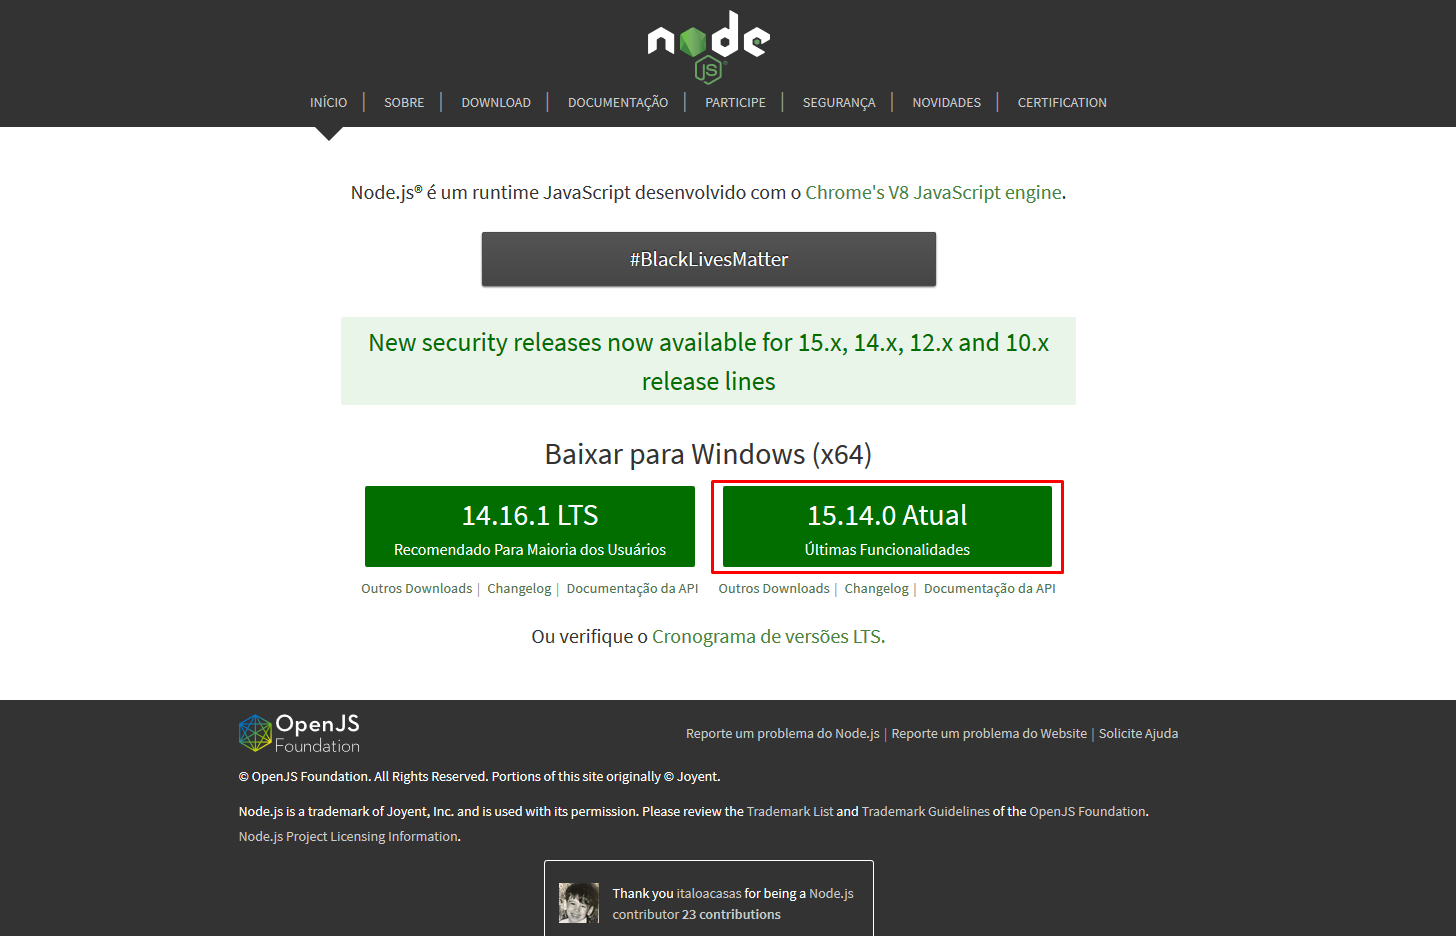 node
JS
INÍCIO | SOBRE | DOWNLOAD | DOCUMENTAÇÃO | PARTICIPE | SEGURANÇA | NOVIDADES | CERTIFICATION
Node.js® é um runtime JavaScript desenvolvido com o Chrome's V8 JavaScript engine.
#BlackLivesMatter
New security releases now available for 15.x, 14.x, 12.x and 10.x
release lines
Baixar para Windows (x64)
14.16.1 LTS
Recomendado Para Maioria dos Usuários
15.14.0 Atual
Últimas Funcionalidades
Outros Downloads | Changelog | Documentação da API
Outros Downloads | Changelog | Documentação da API
Ou verifique o Cronograma de versões LTS.
OpenJS
Foundation
Reporte um problema do Node.js | Reporte um problema do Website | Solicite Ajuda
© OpenJS Foundation. All Rights Reserved. Portions of this site originally © Joyent.
Node.js is a trademark of Joyent, Inc. and is used with its permission. Please review the Trademark List and Trademark Guidelines of the OpenJS Foundation.
Node.js Project Licensing Information.
Thank you italoacasas for being a Node.js
contributor 23 contributions